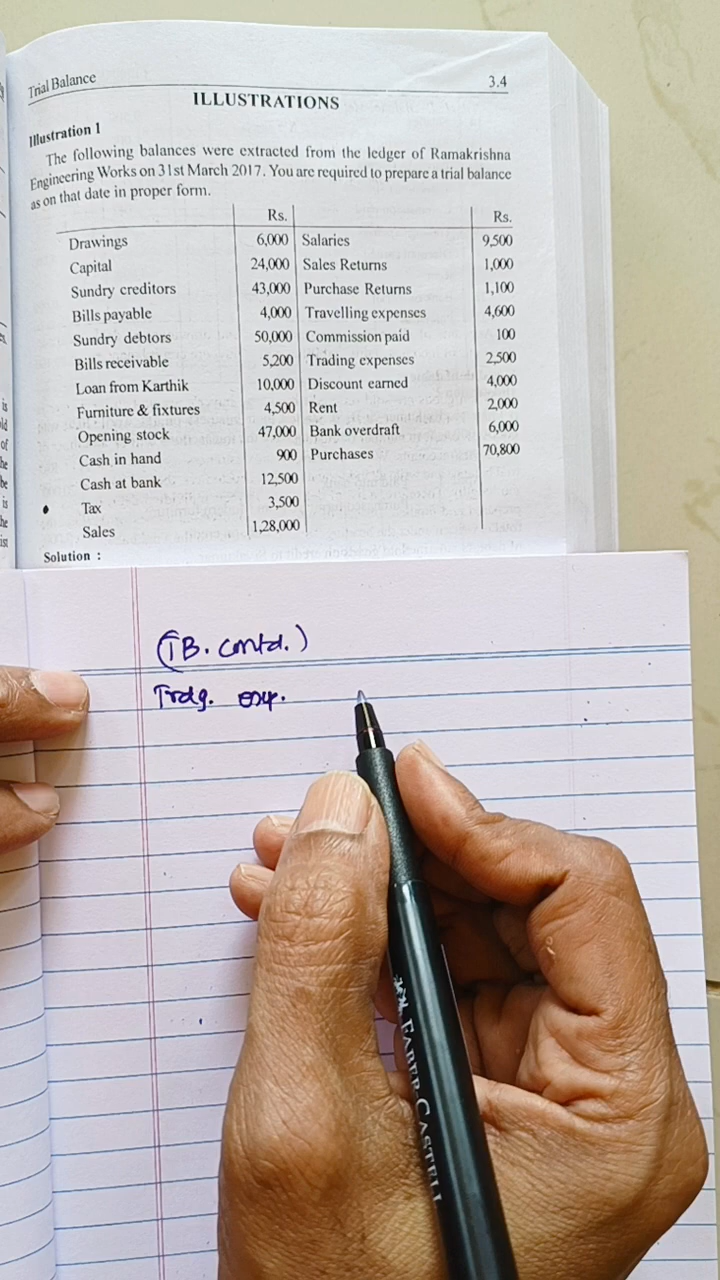 Trial Balance 3.4
ILLUSTRATIONS
Illustration 1
The following balances were extracted from the ledger of Ramakrishna
Engineering Works on 31st March 2017. You are required to prepare a trial balance
as on that date in proper form.
Rs. Rs.
Drawings 6,000 Salaries 9,500
Capital 24,000 Sales Returns 1,000
Sundry creditors 43,000 Purchase Returns 1,100
Bills payable 4,000 Travelling expenses 4,600
Sundry debtors 50,000 Commission paid 100
Bills receivable 5,200 Trading expenses 2,500
Loan from Karthik 10,000 Discount earned 4,000
Furniture & fixtures 4,500 Rent 2,000
Opening stock 47,000 Bank overdraft 6,000
Cash in hand 900 Purchases 70,800
Cash at bank 12,500
• Tax 3,500
Sales 1,28,000
Solution :
(TB. contd.)
Trdg. exp.
FABER-CASTELL